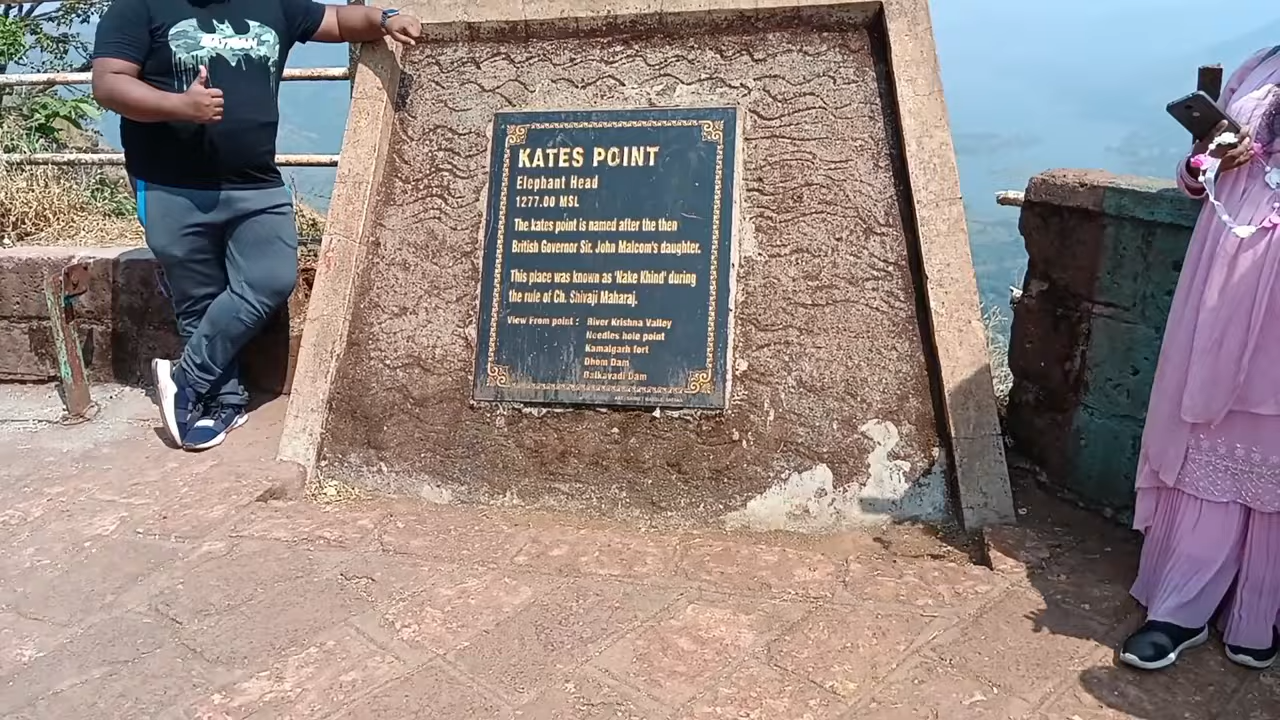 BATMAN
KATES POINT
Elephant Head
1277.00 MSL
The kates point is named after the then
British Governor Sir. John Malcom's daughter.
This place was known as 'Nake Khind' during
the rule of Ch. Shivaji Maharaj.
View From point : River Krishna Valley
Needles hole point
Kamalgarh fort
Dhom Dam
Balkavadi Dam